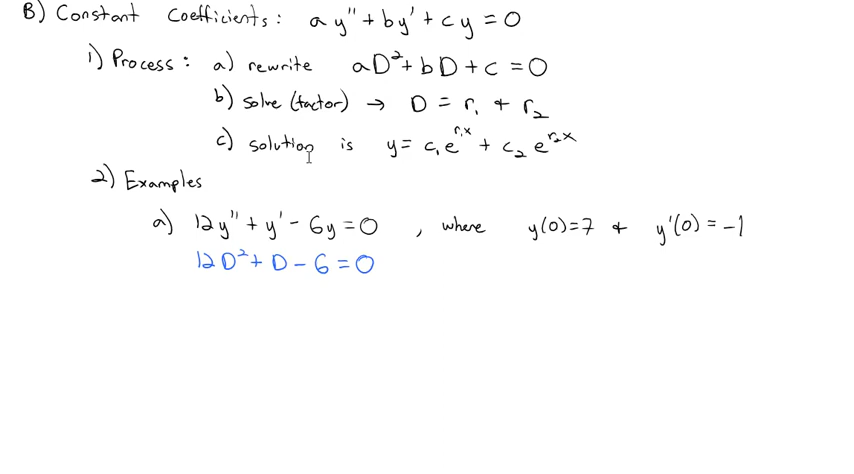 B) Constant Coefficients: ay'' + by' + cy = 0
1) Process: a) rewrite aD² + bD + c = 0
b) solve (factor) → D = r₁ & r₂
c) solution is y = c₁e^{r₁x} + c₂e^{r₂x}
2) Examples
a) 12y'' + y' - 6y = 0, where y(0) = 7 & y'(0) = -1
12D² + D - 6 = 0